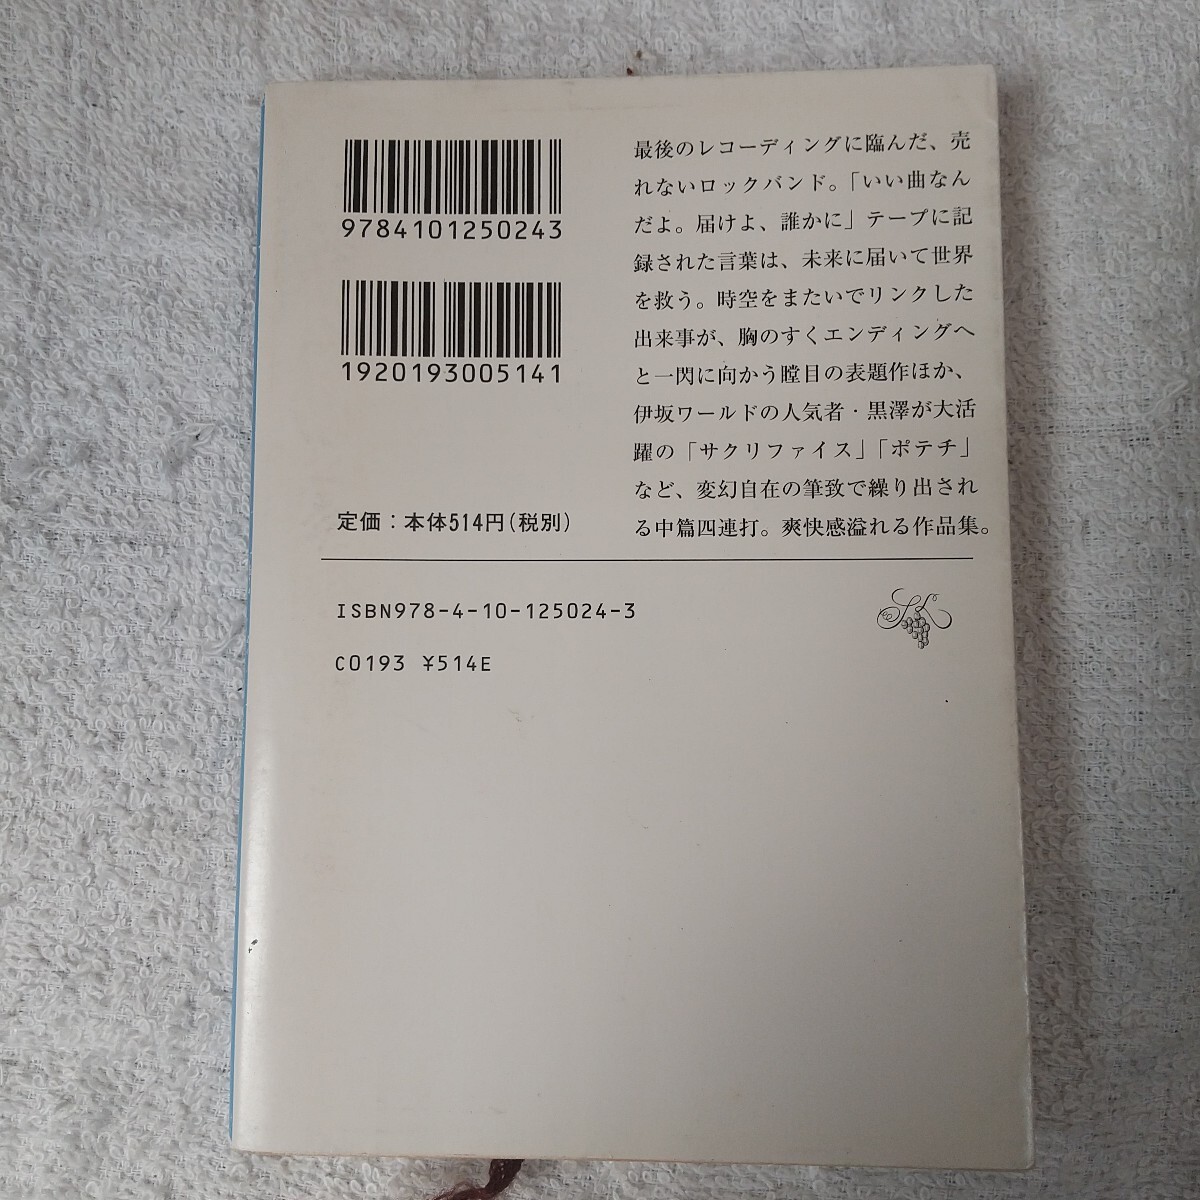 9784101250243
1920193005141
定価：本体514円(税別)
最後のレコーディングに臨んだ、売
れないロックバンド。「いい曲なん
だよ。届けよ、誰かに」テープに記
録された言葉は、未来に届いて世界
を救う。時空をまたいでリンクした
出来事が、胸のすくエンディングへ
と一閃に向かう瞠目の表題作ほか、
伊坂ワールドの人気者・黒澤が大活
躍の「サクリファイス」「ポテチ」
など、変幻自在の筆致で繰り出され
る中篇四連打。爽快感溢れる作品集。
ISBN978-4-10-125024-3
C0193 ¥514E